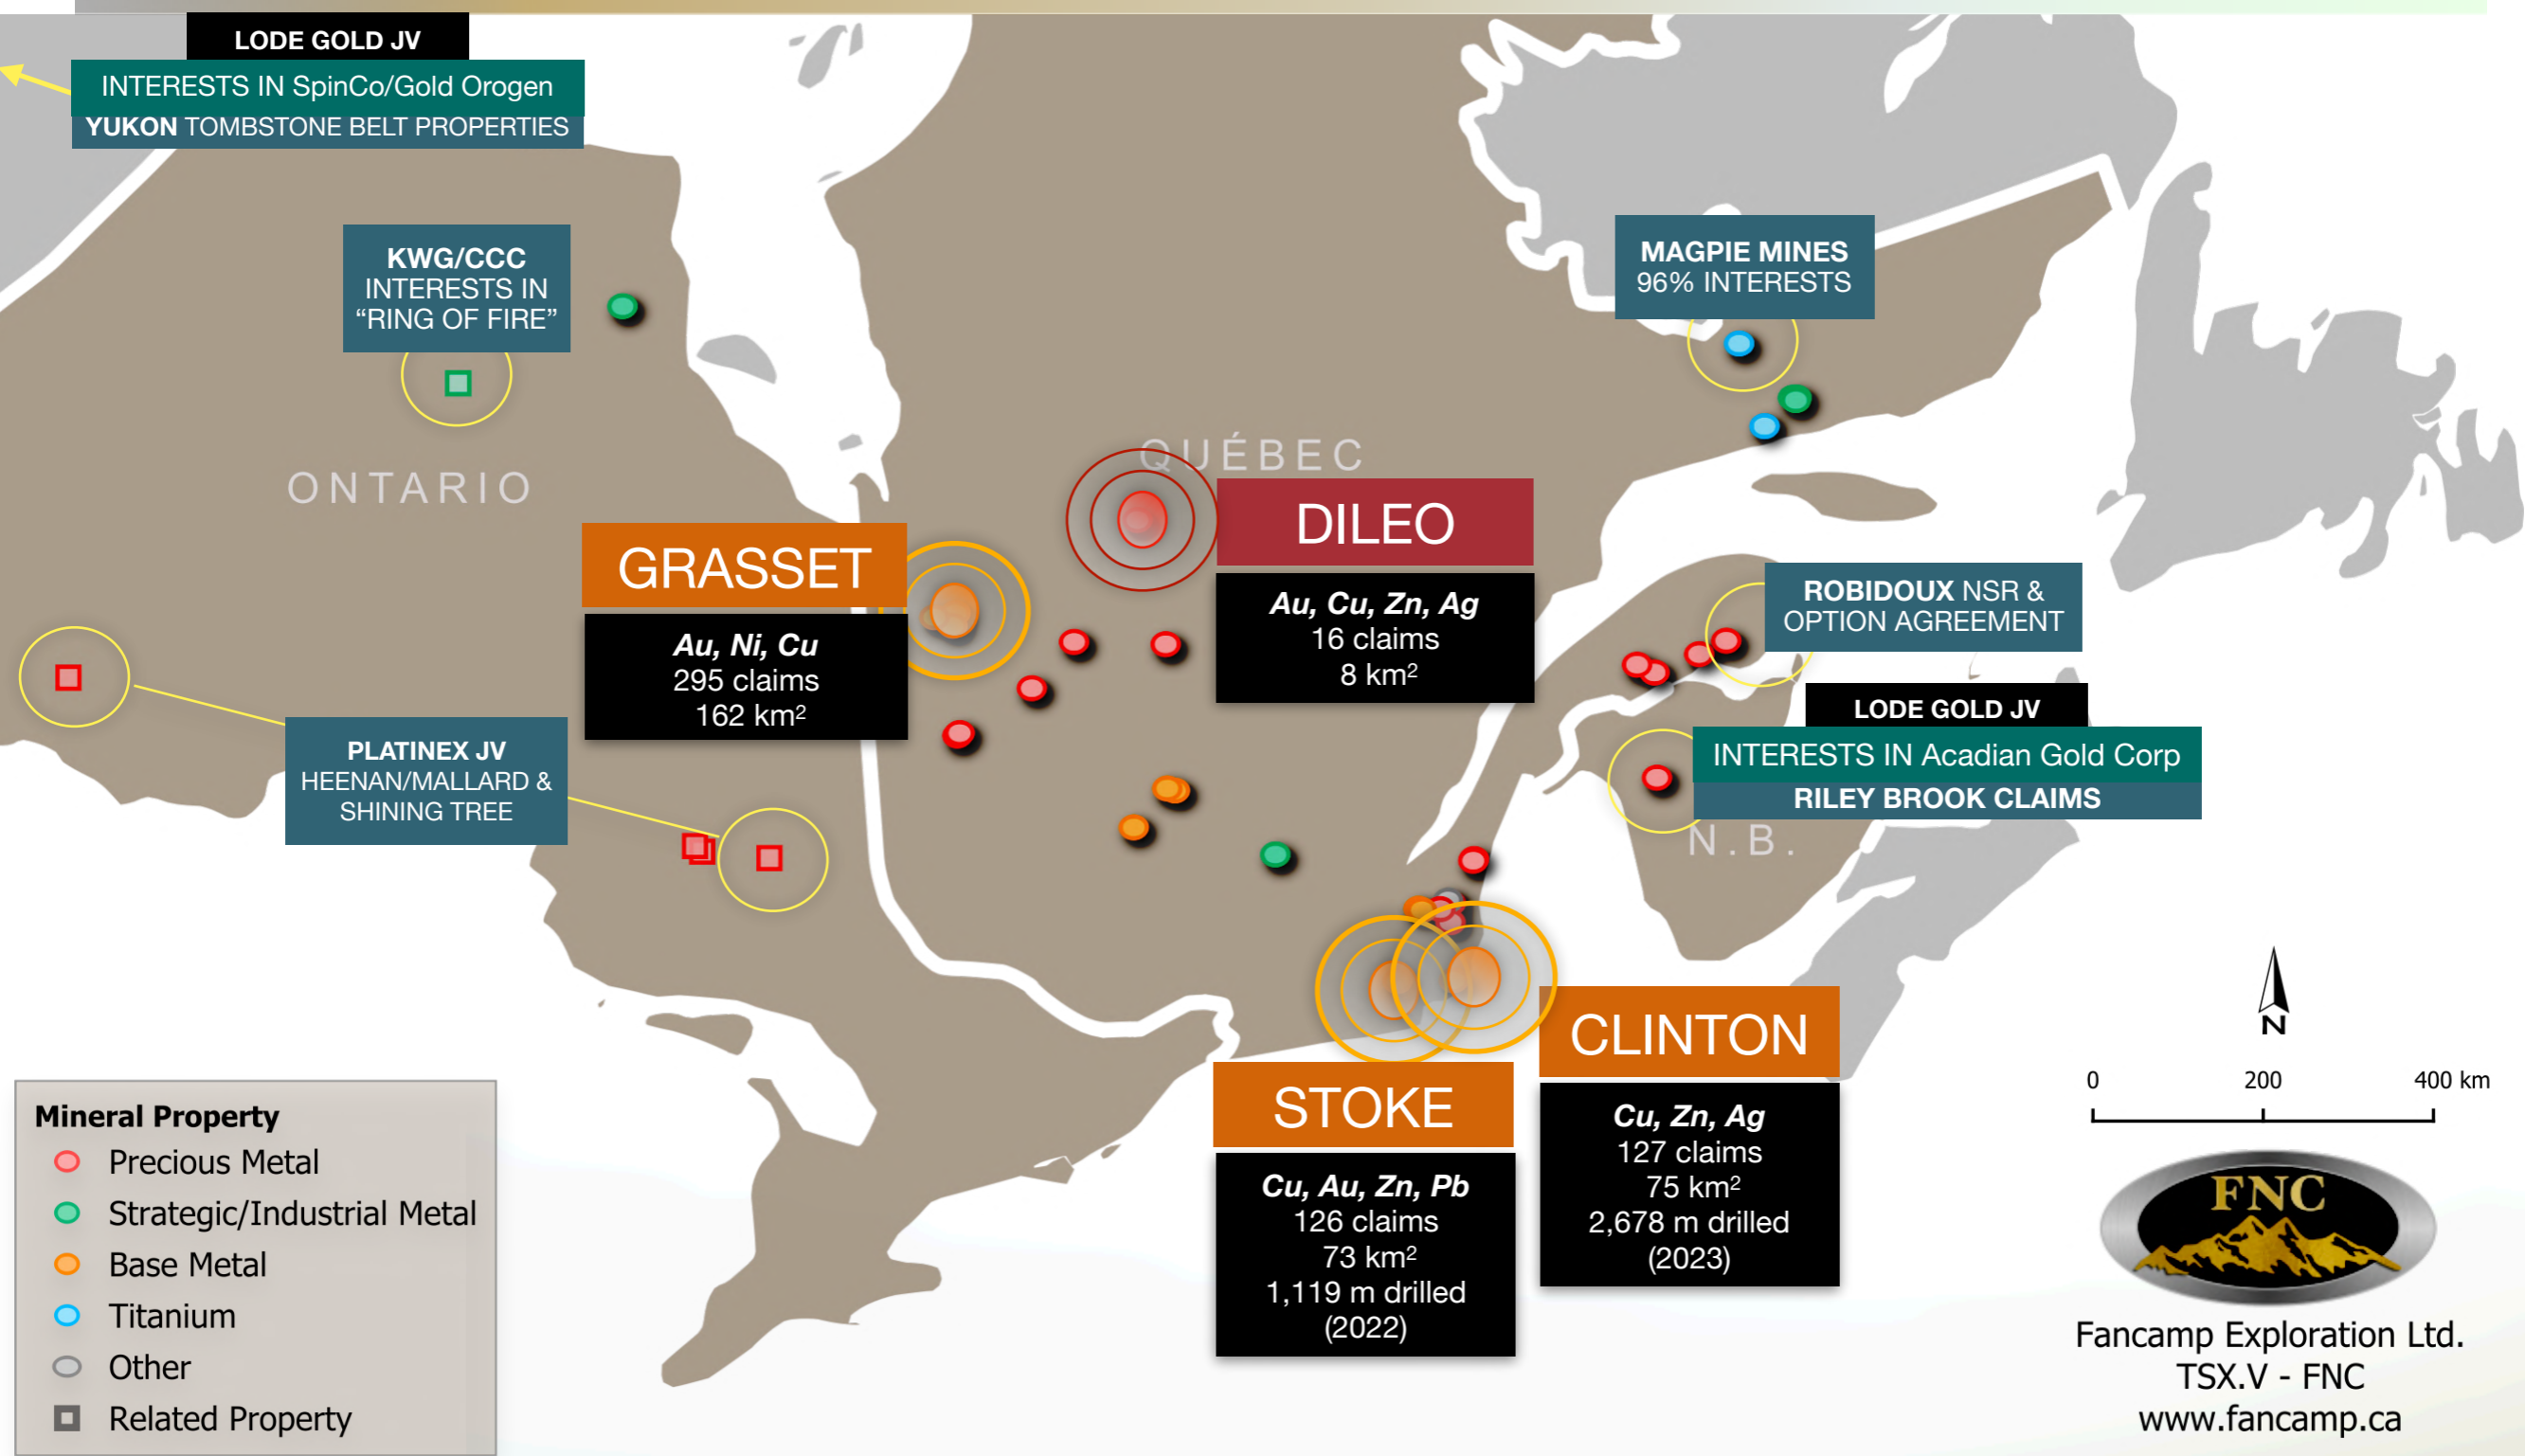 LODE GOLD JV
INTERESTS IN SpinCo/Gold Orogen
YUKON TOMBSTONE BELT PROPERTIES
KWG/CCC
INTERESTS IN
“RING OF FIRE”
MAGPIE MINES
96% INTERESTS
ONTARIO
QUÉBEC
GRASSET
Au, Ni, Cu
295 claims
162 km²
DILEO
Au, Cu, Zn, Ag
16 claims
8 km²
ROBIDOUX NSR &
OPTION AGREEMENT
LODE GOLD JV
INTERESTS IN Acadian Gold Corp
RILEY BROOK CLAIMS
N.B.
PLATINEX JV
HEENAN/MALLARD &
SHINING TREE
STOKE
Cu, Au, Zn, Pb
126 claims
73 km²
1,119 m drilled
(2022)
CLINTON
Cu, Zn, Ag
127 claims
75 km²
2,678 m drilled
(2023)
N
0 200 400 km
Mineral Property
Precious Metal
Strategic/Industrial Metal
Base Metal
Titanium
Other
Related Property
FNC
Fancamp Exploration Ltd.
TSX.V - FNC
www.fancamp.ca